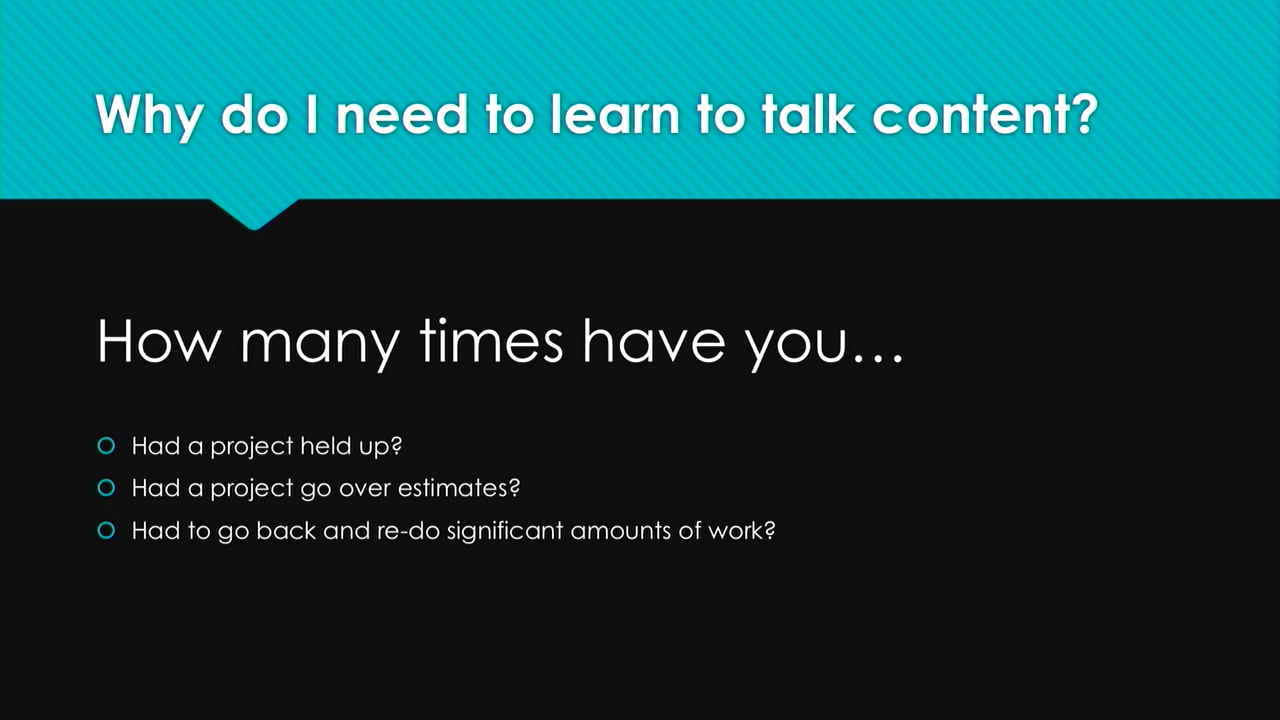 Why do I need to learn to talk content?
How many times have you...
Had a project held up?
Had a project go over estimates?
Had to go back and re-do significant amounts of work?